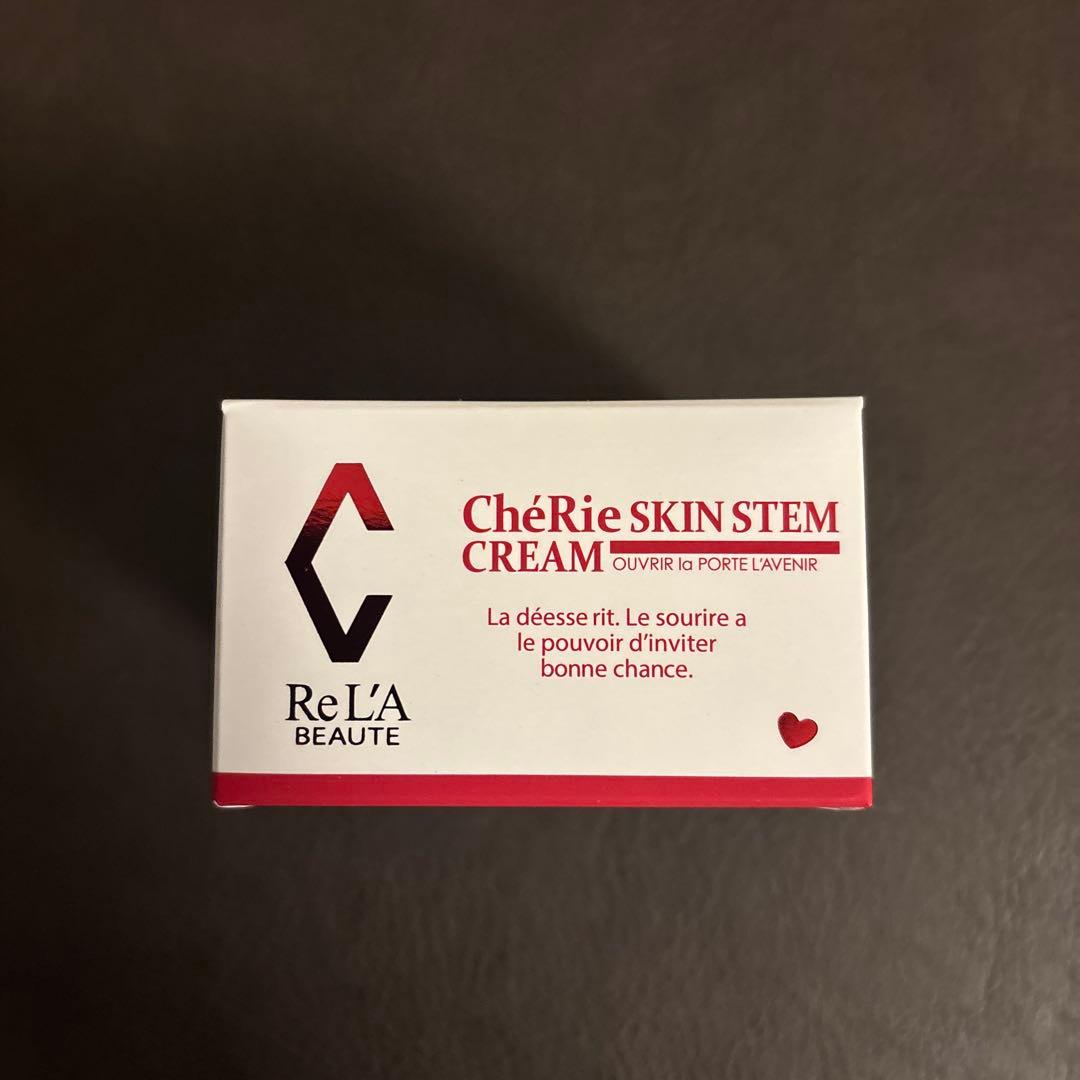 ChéRie SKIN STEM
CREAM
OUVRIR la PORTE L'AVENIR
La déesse rit. Le sourire a
le pouvoir d'inviter
bonne chance.
Re L'A
BEAUTE